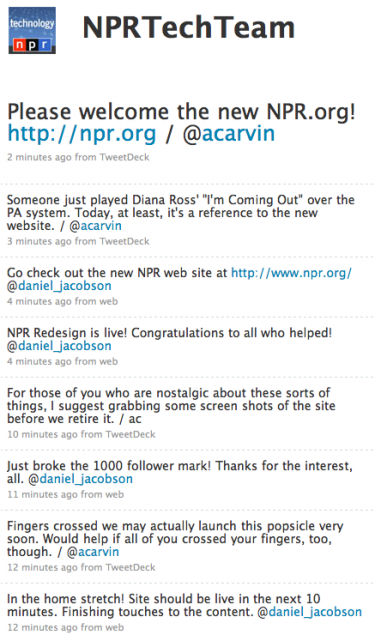 technology
npr
NPRTechTeam
Please welcome the new NPR.org!
http://npr.org / @acarvin
2 minutes ago from TweetDeck
Someone just played Diana Ross' "I'm Coming Out" over the
PA system. Today, at least, it's a reference to the new
website. / @acarvin
3 minutes ago from TweetDeck
Go check out the new NPR web site at http://www.npr.org/
@daniel_jacobson
4 minutes ago from web
NPR Redesign is live! Congratulations to all who helped!
@daniel_jacobson
4 minutes ago from web
For those of you who are nostalgic about these sorts of
things, I suggest grabbing some screen shots of the site
before we retire it. / ac
10 minutes ago from TweetDeck
Just broke the 1000 follower mark! Thanks for the interest,
all. @daniel_jacobson
11 minutes ago from web
Fingers crossed we may actually launch this popsicle very
soon. Would help if all of you crossed your fingers, too,
though. / @acarvin
12 minutes ago from TweetDeck
In the home stretch! Site should be live in the next 10
minutes. Finishing touches to the content. @daniel_jacobson
12 minutes ago from web